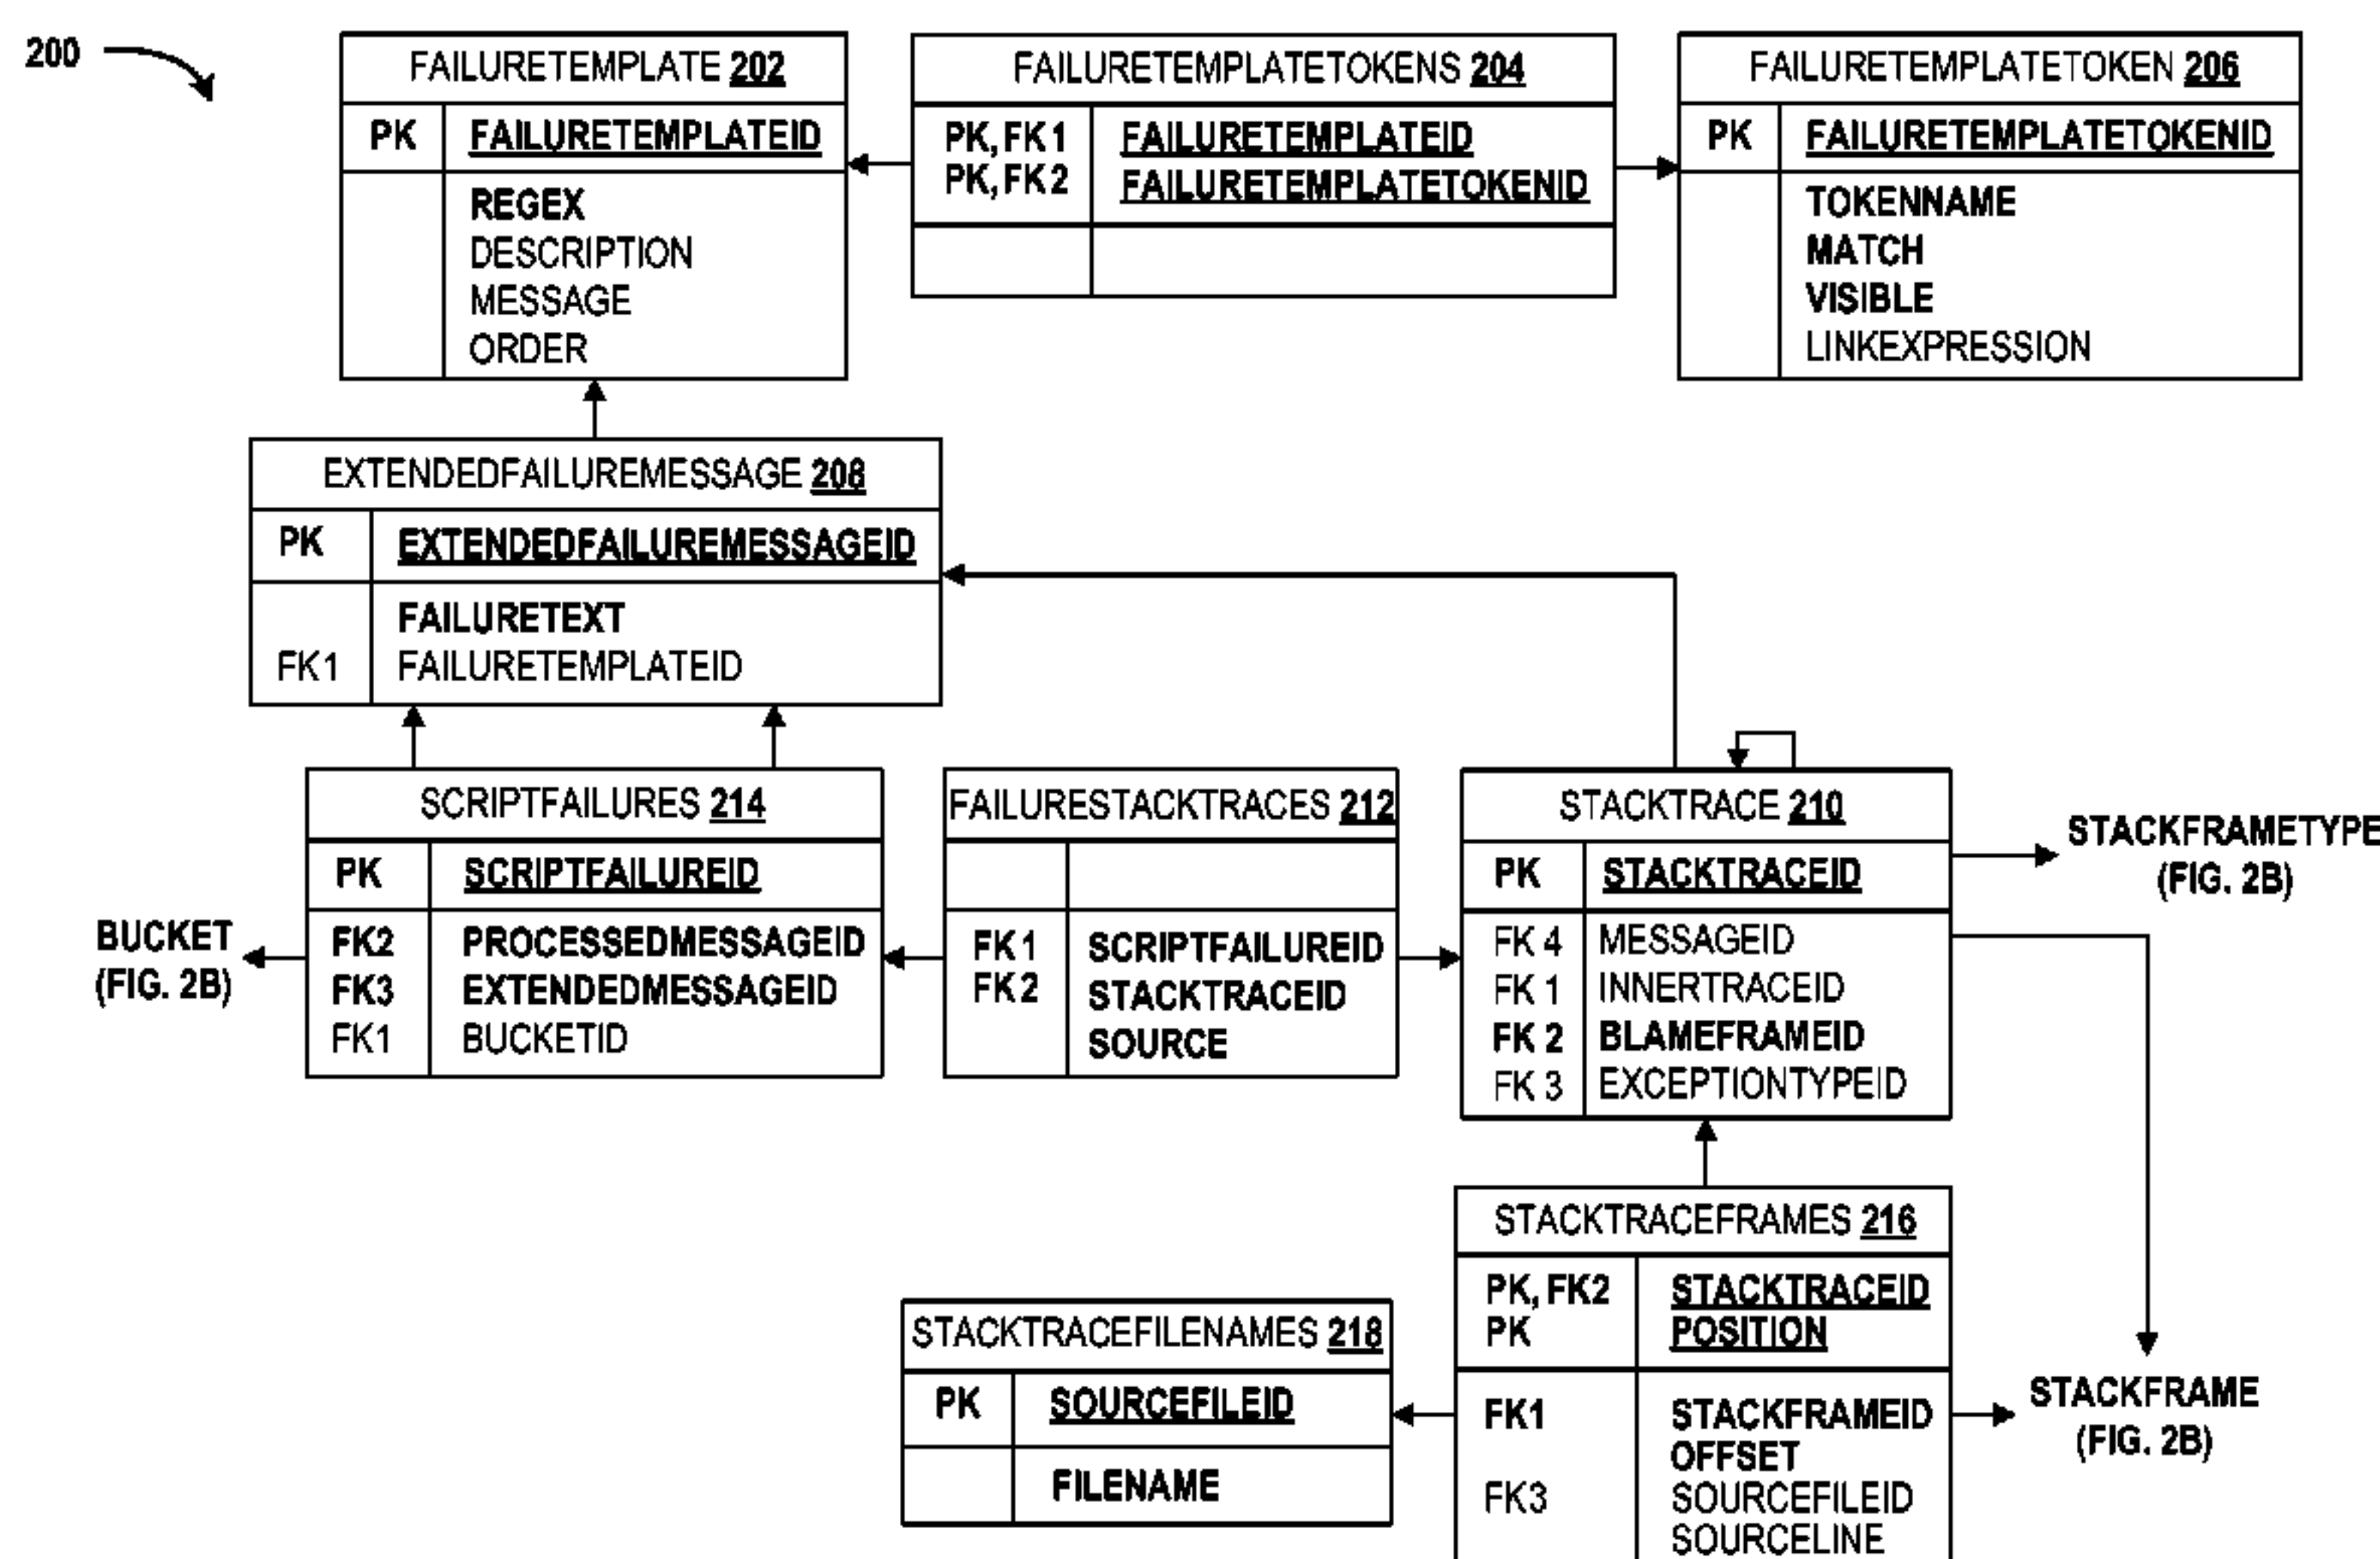 200
FAILURETEMPLATE 202
PK FAILURETEMPLATEID
REGEX
DESCRIPTION
MESSAGE
ORDER
FAILURETEMPLATETOKENS 204
PK, FK1 FAILURETEMPLATEID
PK, FK2 FAILURETEMPLATETOKENID
FAILURETEMPLATETOKEN 206
PK FAILURETEMPLATETOKENID
TOKENNAME
MATCH
VISIBLE
LINKEXPRESSION
EXTENDEDFAILUREMESSAGE 208
PK EXTENDEDFAILUREMESSAGEID
FAILURETEXT
FK1 FAILURETEMPLATEID
SCRIPTFAILURES 214
PK SCRIPTFAILUREID
FK2 PROCESSEDMESSAGEID
FK3 EXTENDEDMESSAGEID
FK1 BUCKETID
BUCKET
(FIG. 2B)
FAILURESTACKTRACES 212
FK1 SCRIPTFAILUREID
FK2 STACKTRACEID
SOURCE
STACKTRACE 210
PK STACKTRACEID
FK 4 MESSAGEID
FK 1 INNERTRACEID
FK 2 BLAMEFRAMEID
FK 3 EXCEPTIONTYPEID
STACKFRAMETYPE
(FIG. 2B)
STACKTRACEFRAMES 216
PK, FK2 STACKTRACEID
PK POSITION
FK1 STACKFRAMEID
OFFSET
FK3 SOURCEFILEID
SOURCELINE
STACKTRACEFILENAMES 218
PK SOURCEFILEID
FILENAME
STACKFRAME
(FIG. 2B)